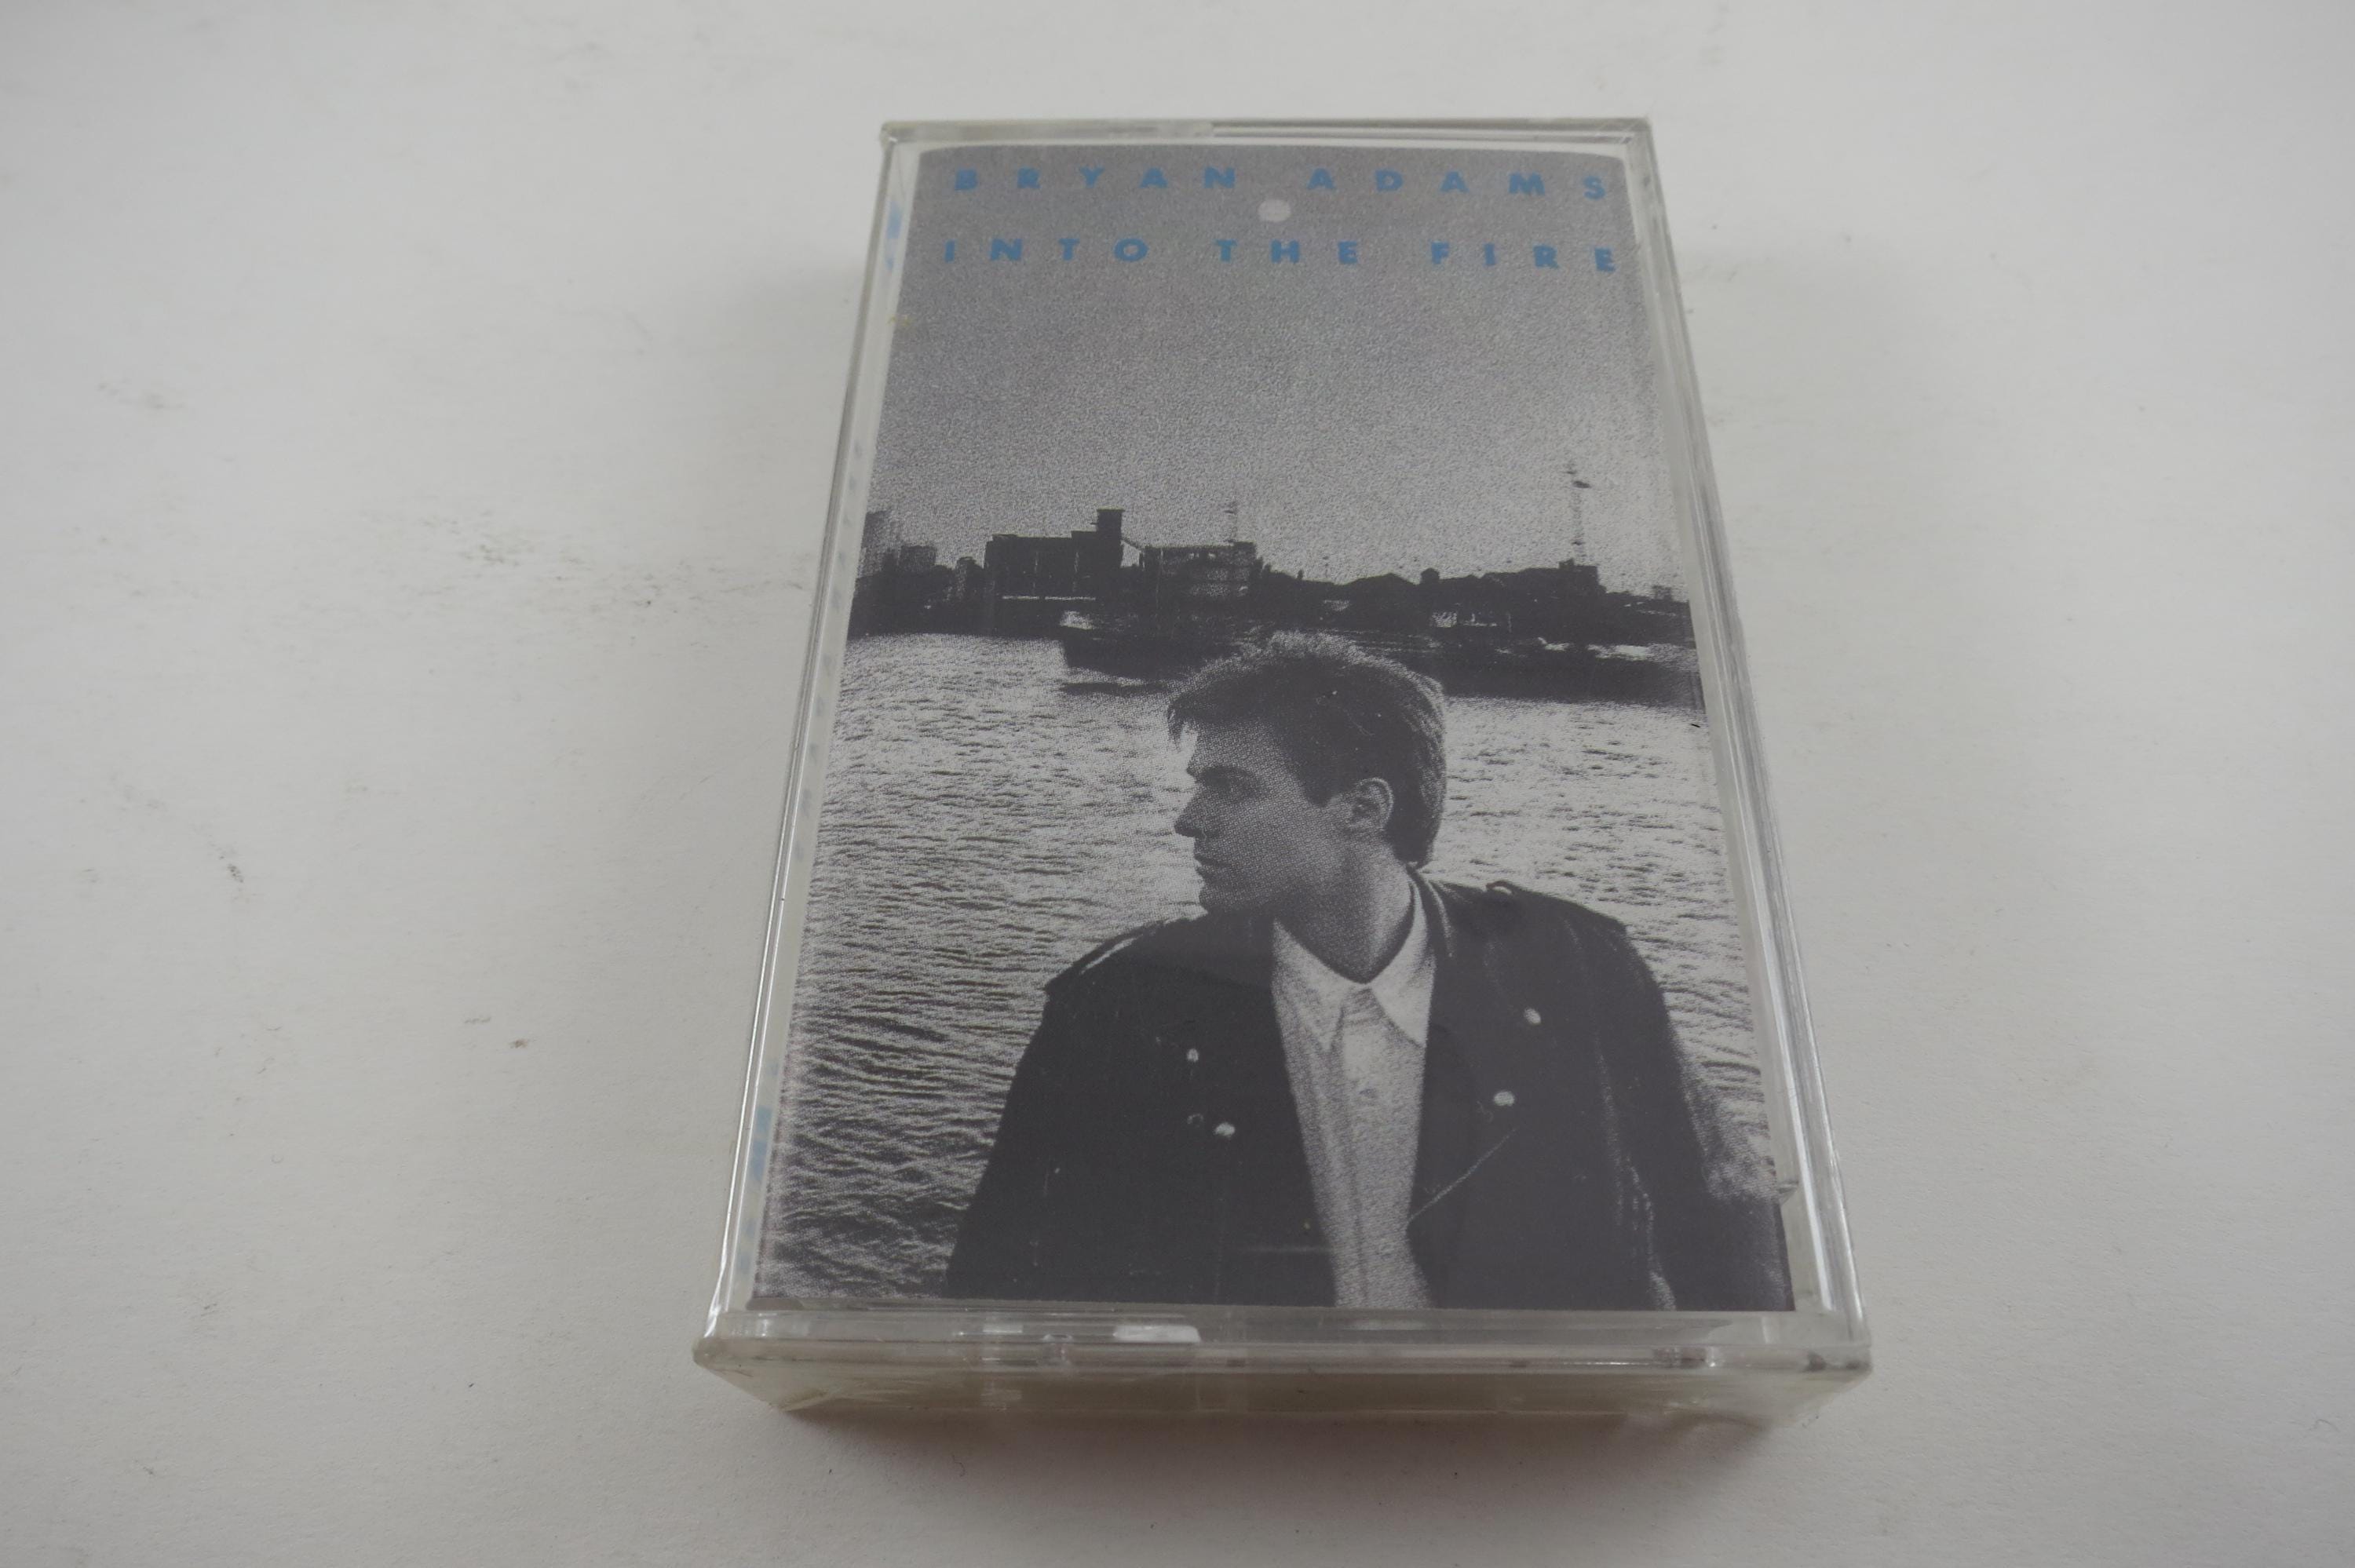 BRYAN ADAMS
INTO THE FIRE